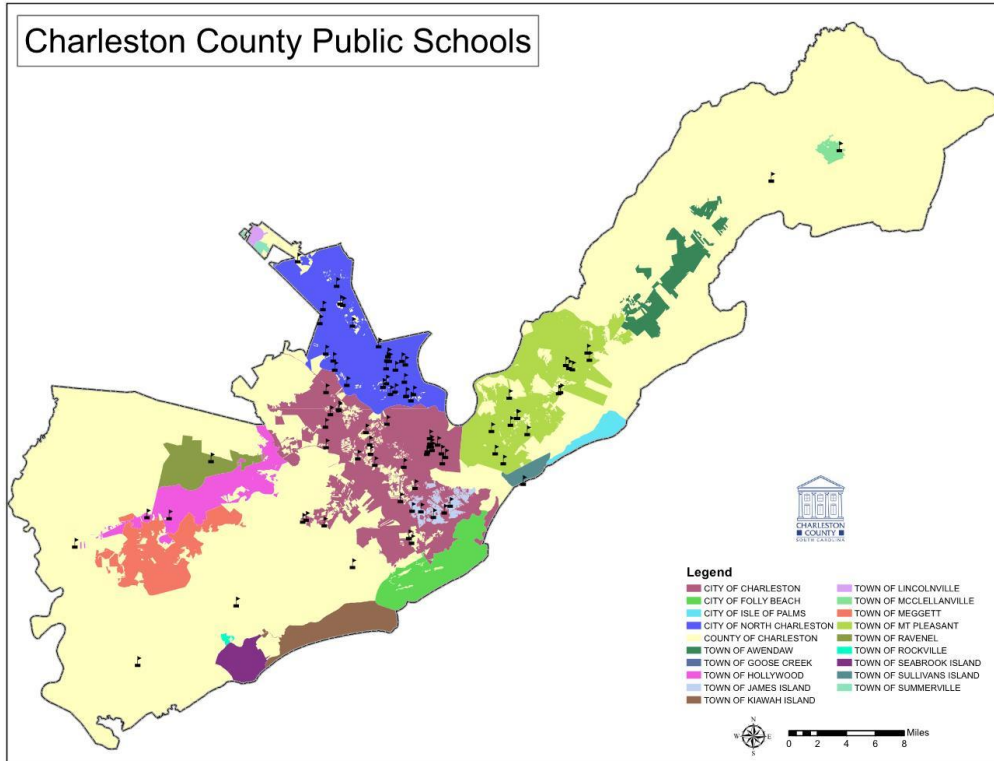 Charleston County Public Schools
CHARLESTON
COUNTY
SOUTH CAROLINA
Legend
CITY OF CHARLESTON
CITY OF FOLLY BEACH
CITY OF ISLE OF PALMS
CITY OF NORTH CHARLESTON
COUNTY OF CHARLESTON
TOWN OF AWENDAW
TOWN OF GOOSE CREEK
TOWN OF HOLLYWOOD
TOWN OF JAMES ISLAND
TOWN OF KIAWAH ISLAND
TOWN OF LINCOLNVILLE
TOWN OF MCCLELLANVILLE
TOWN OF MEGGETT
TOWN OF MT PLEASANT
TOWN OF RAVENEL
TOWN OF ROCKVILLE
TOWN OF SEABROOK ISLAND
TOWN OF SULLIVANS ISLAND
TOWN OF SUMMERVILLE
N
W E
S
Miles
0 2 4 6 8